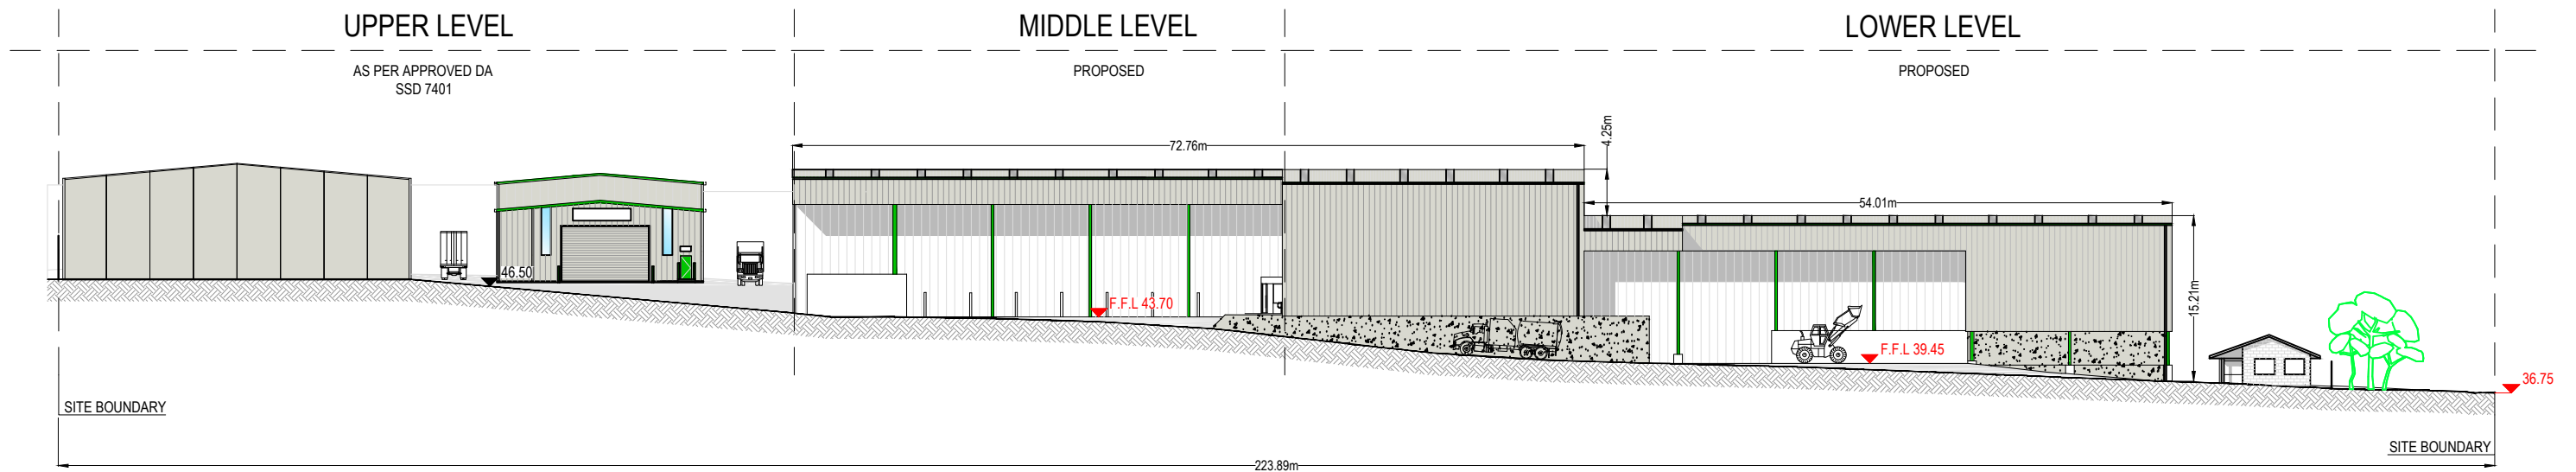 UPPER LEVEL
MIDDLE LEVEL
LOWER LEVEL
AS PER APPROVED DA
SSD 7401
PROPOSED
PROPOSED
4.25m
72.76m
54.01m
46.50
F.F.L 43.70
15.21m
F.F.L 39.45
36.75
SITE BOUNDARY
SITE BOUNDARY
223.89m